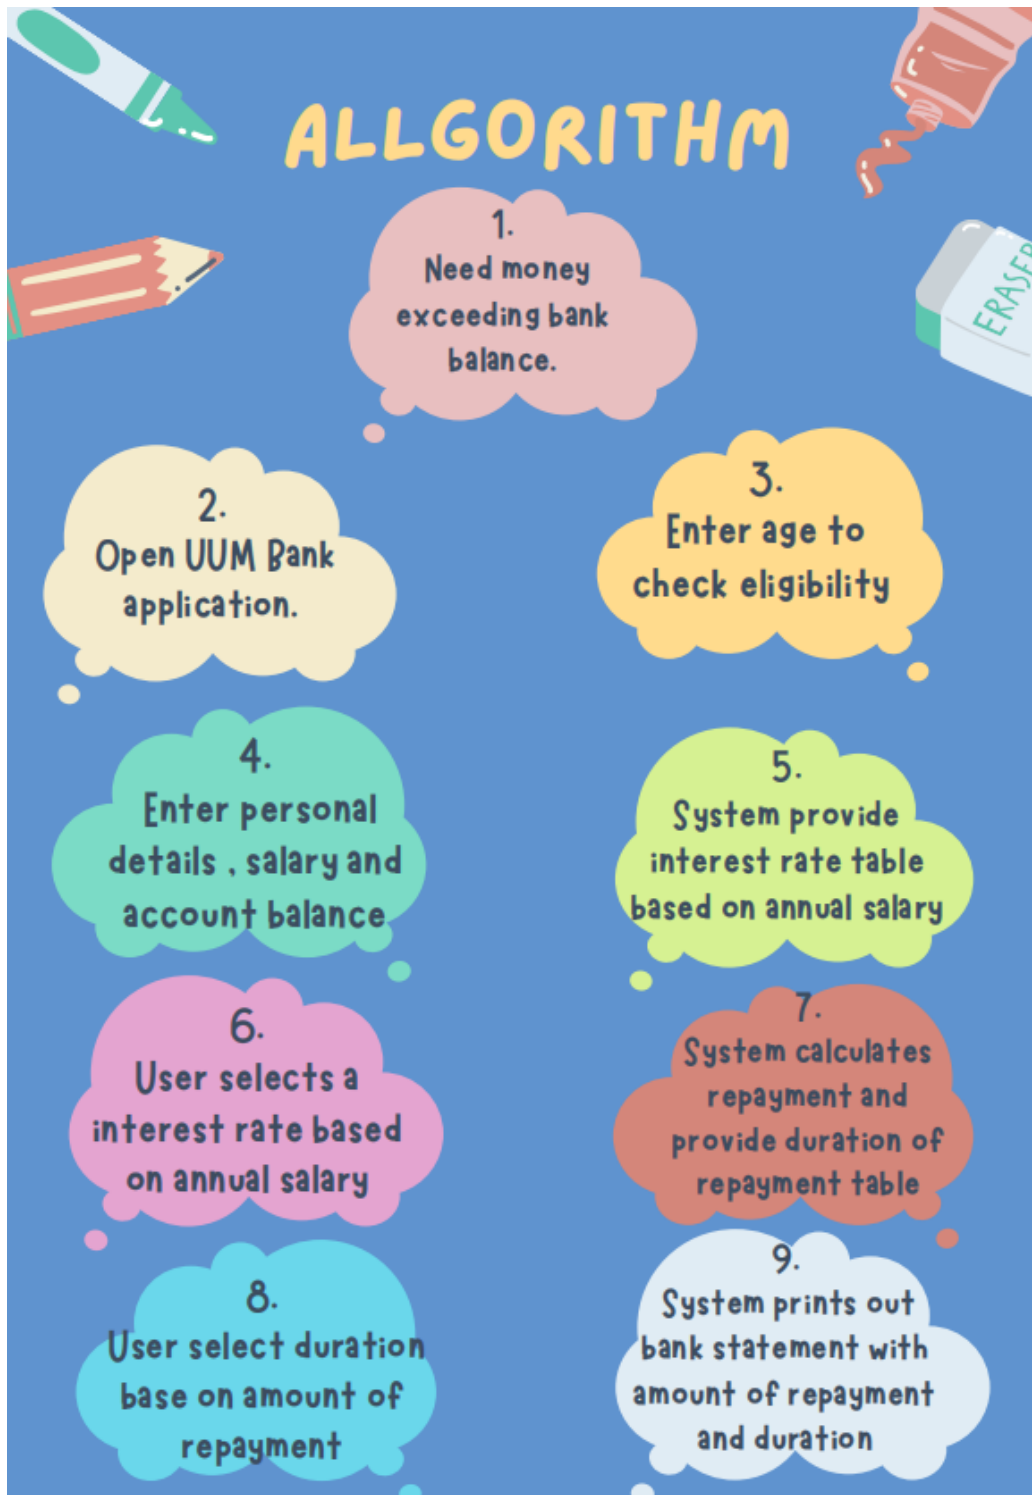 ALLGORITHM
ERASER
1.
Need money
exceeding bank
balance.
2.
Open UUM Bank
application.
3.
Enter age to
check eligibility
4.
Enter personal
details , salary and
account balance
5.
System provide
interest rate table
based on annual salary
6.
User selects a
interest rate based
on annual salary
7.
System calculates
repayment and
provide duration of
repayment table
8.
User select duration
base on amount of
repayment
9.
System prints out
bank statement with
amount of repayment
and duration